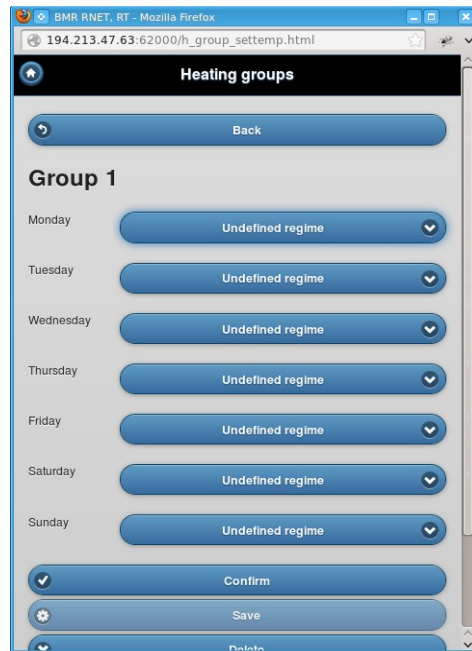 BMR RNET, RT - Mozilla Firefox
194.213.47.63:62000/h_group_settemp.html
Heating groups
Back
Group 1
Monday Undefined regime
Tuesday Undefined regime
Wednesday Undefined regime
Thursday Undefined regime
Friday Undefined regime
Saturday Undefined regime
Sunday Undefined regime
Confirm
Save
Delete